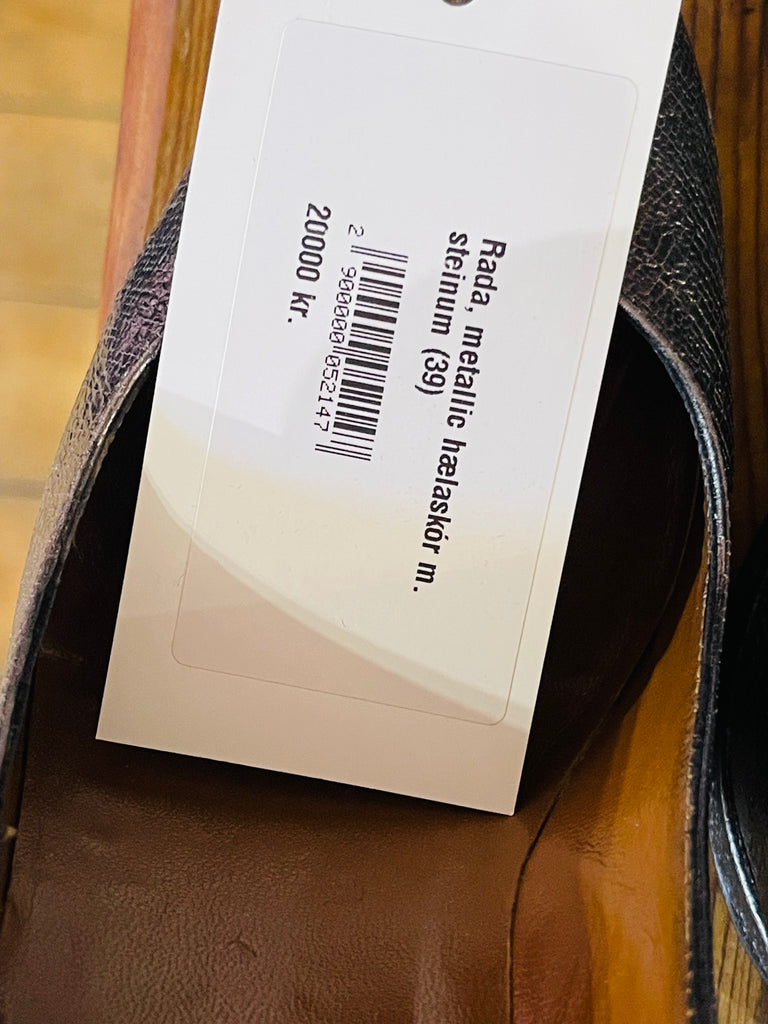 Rada, metallic hælaskór m.
steinum (39)
2 900000 052147
20000 kr.